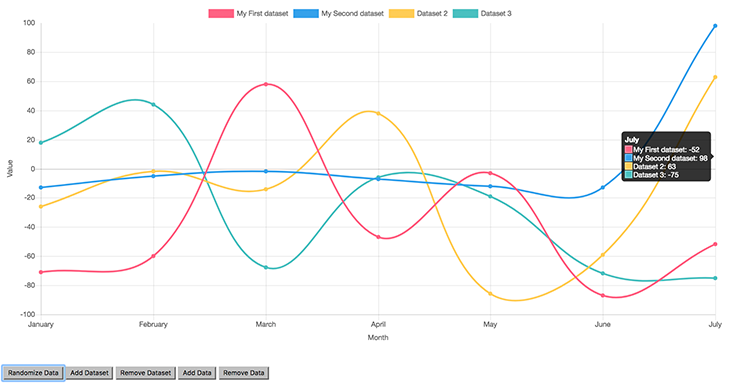 My First dataset My Second dataset Dataset 2 Dataset 3
100
80
60
40
20
0
-20
-40
-60
-80
-100
Value
July
My First dataset: -52
My Second dataset: 98
Dataset 2: 63
Dataset 3: -75
January February March April May June July
Month
Randomize Data Add Dataset Remove Dataset Add Data Remove Data